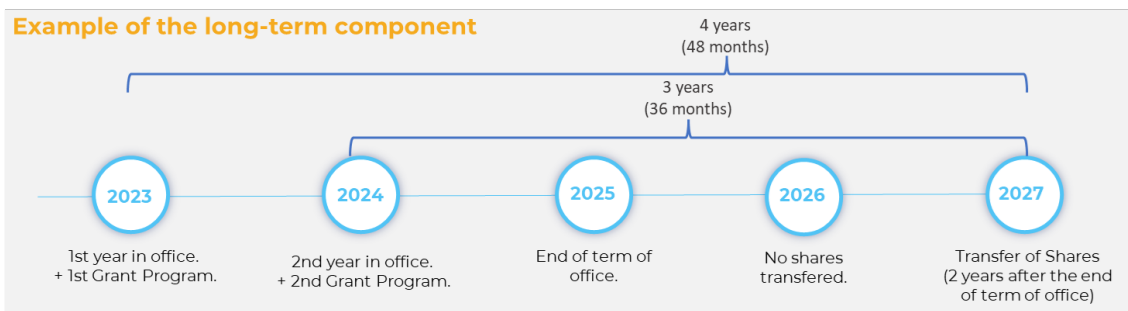 Example of the long-term component
4 years
(48 months)
3 years
(36 months)
2023
2024
2025
2026
2027
1st year in office.
+ 1st Grant Program.
2nd year in office.
+ 2nd Grant Program.
End of term of
office.
No shares
transfered.
Transfer of Shares
(2 years after the end
of term of office)